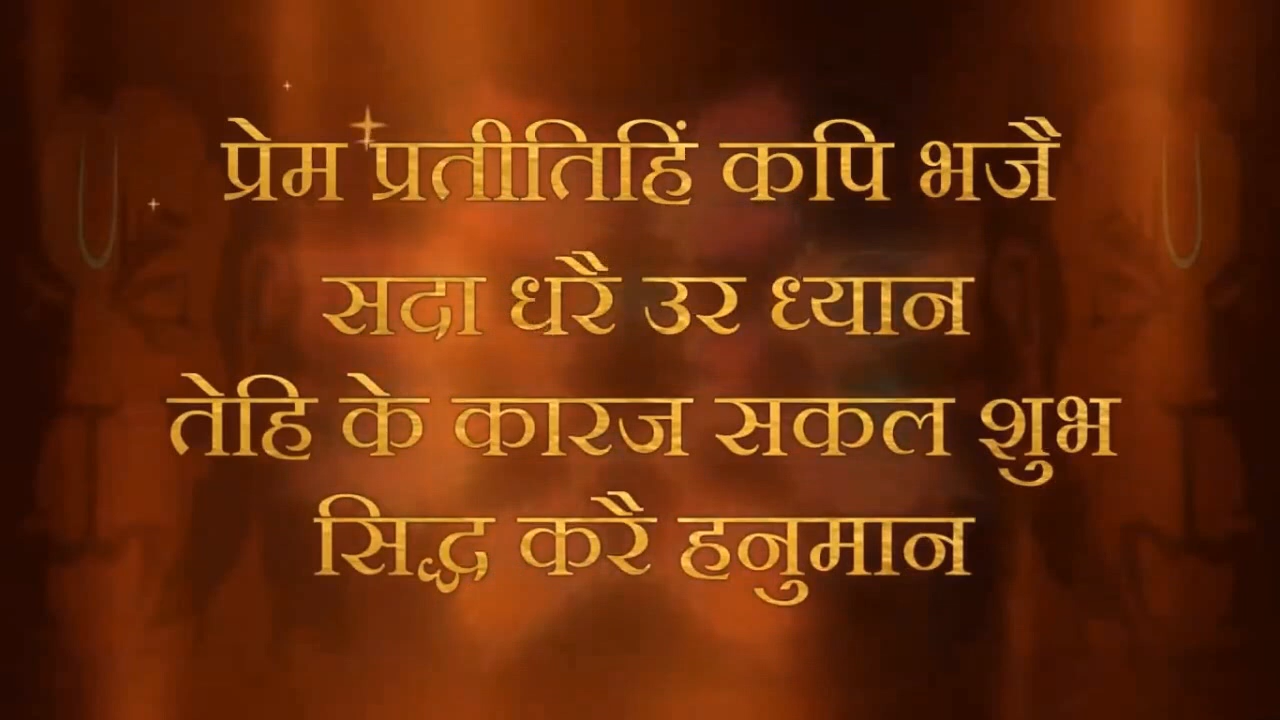 प्रेम प्रतीतिहिं कपि भजै
सदा धरै उर ध्यान
तेहि के कारज सकल शुभ
सिद्ध करै हनुमान